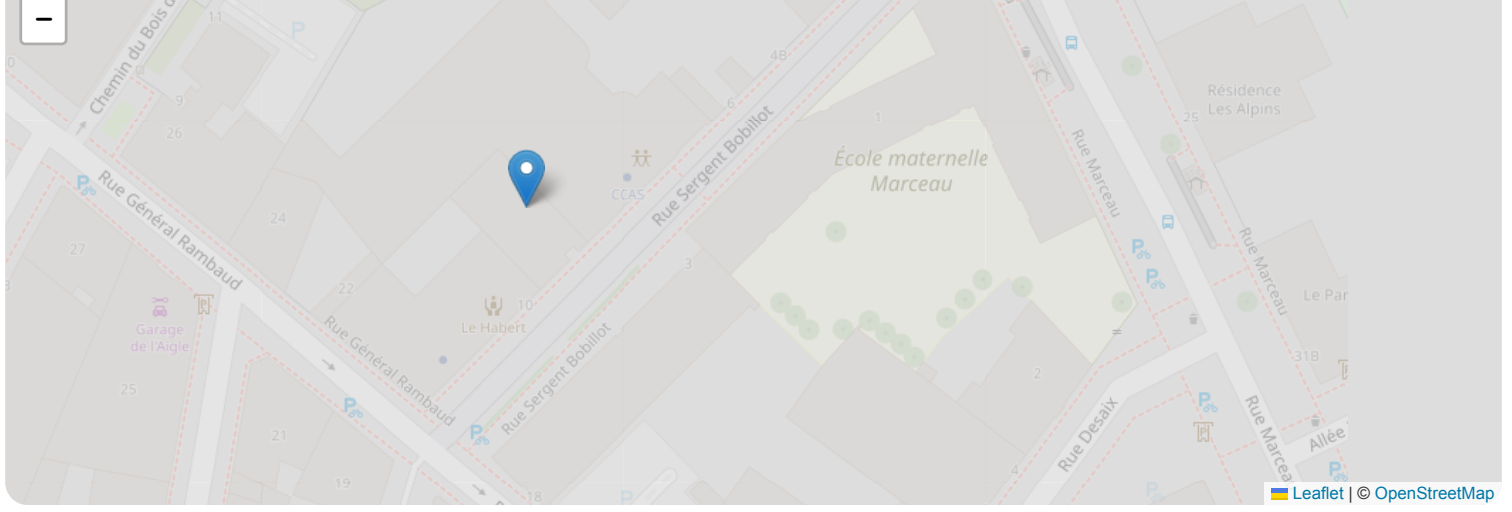 −
11
P
Chemin du Bois d
0
9
26
4B
6
1
Résidence
Les Alpins
25
École maternelle
Marceau
CCAS
Rue Sergent Bobillot
Rue Marceau
P
Rue Général Rambaud
24
27
3
P
P
Rue Marceau
22
Le Habert
10
Garage
de l'Aigle
P
Le Par
Rue Général Rambaud
Rue Sergent Bobillot
31B
25
2
P
P
Rue Desaix
Rue Marceau
P
P
Allée
21
P
19
18
4
P
P
P
Leaflet | © OpenStreetMap